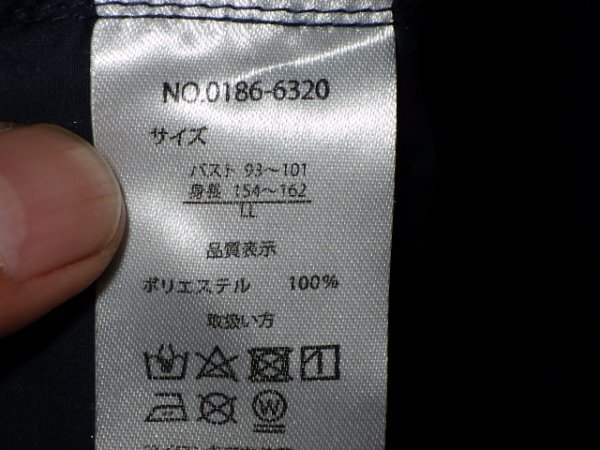 NO.0186-6320
サイズ
バスト 93～101
身長 154～162
LL
品質表示
ポリエステル 100%
取扱い方
W